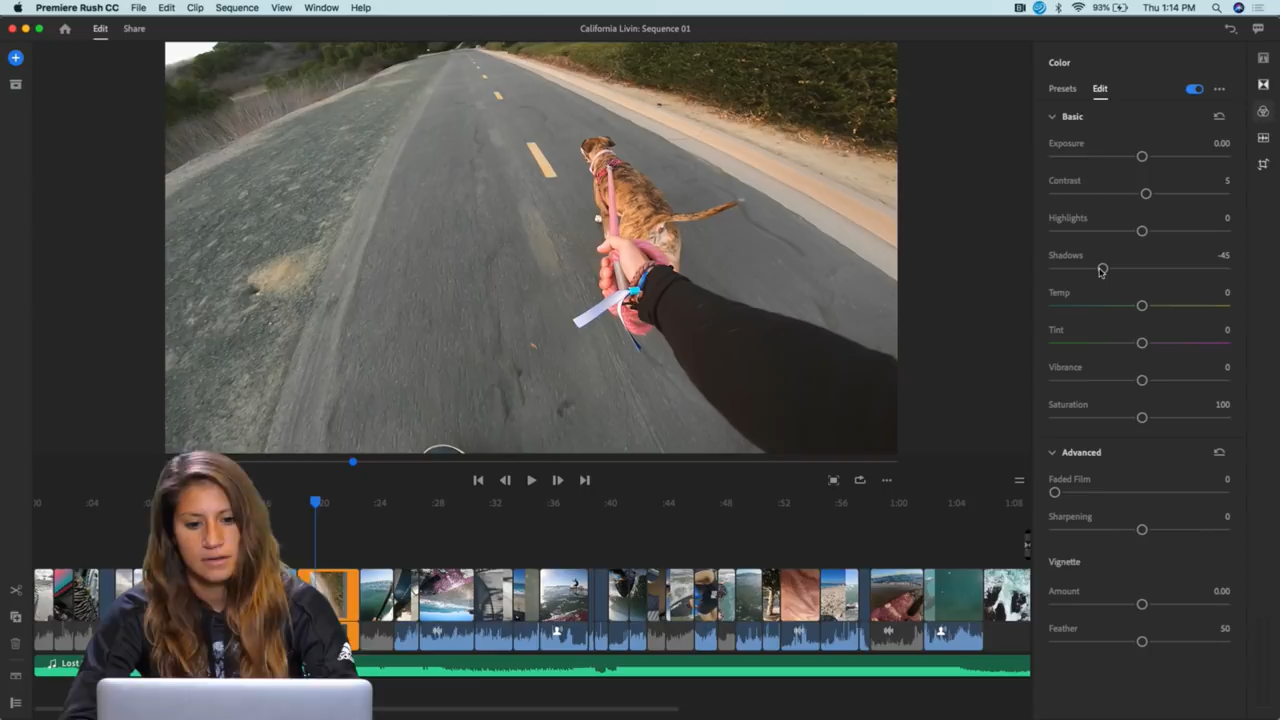 Premiere Rush CC File Edit Clip Sequence View Window Help 93% Thu 1:14 PM
Edit Share California Livin: Sequence 01
Color
Presets Edit
Basic
Exposure 0.00
Contrast 5
Highlights 0
Shadows -45
Temp 0
Tint 0
Vibrance 0
Saturation 100
Advanced
Faded Film 0
Sharpening 0
Vignette
Amount 0.00
Feather 50
:00 :04 :08 :20 :24 :28 :32 :36 :40 :44 :48 :52 :56 1:00 1:04 1:08
Lost